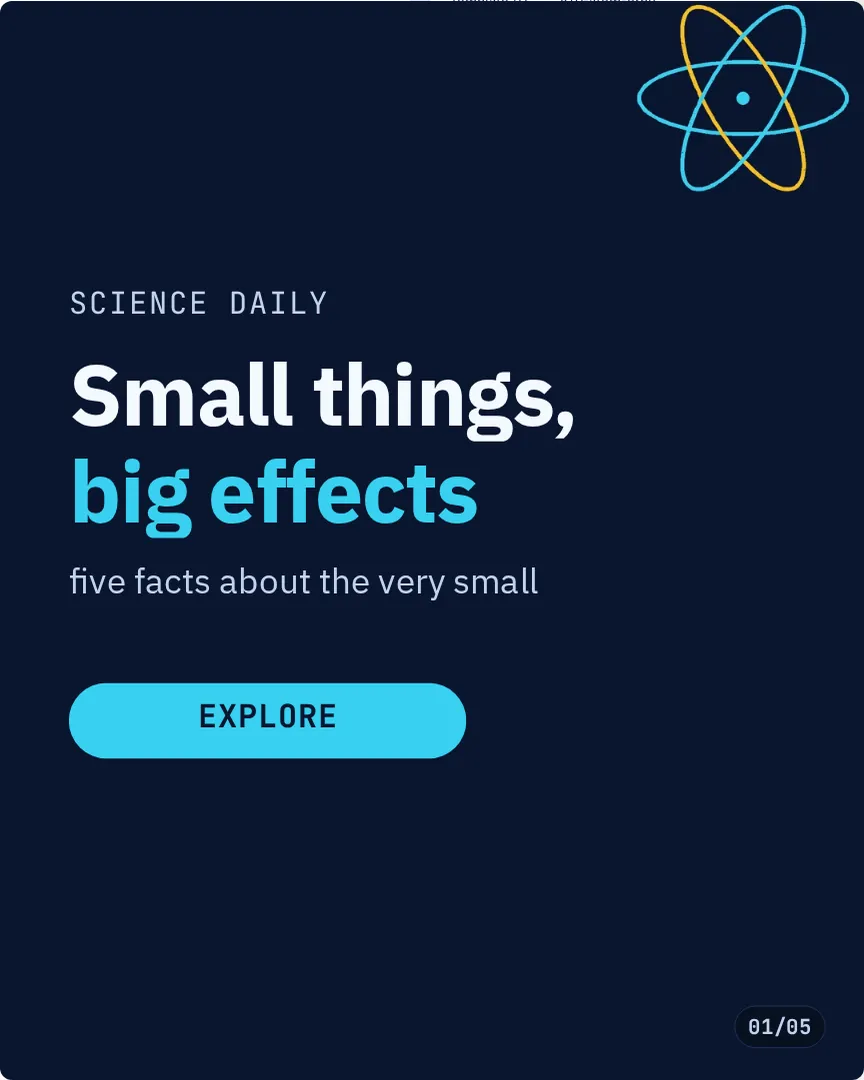 SCIENCE DAILY
Small things,
big effects
five facts about the very small
EXPLORE
01/05